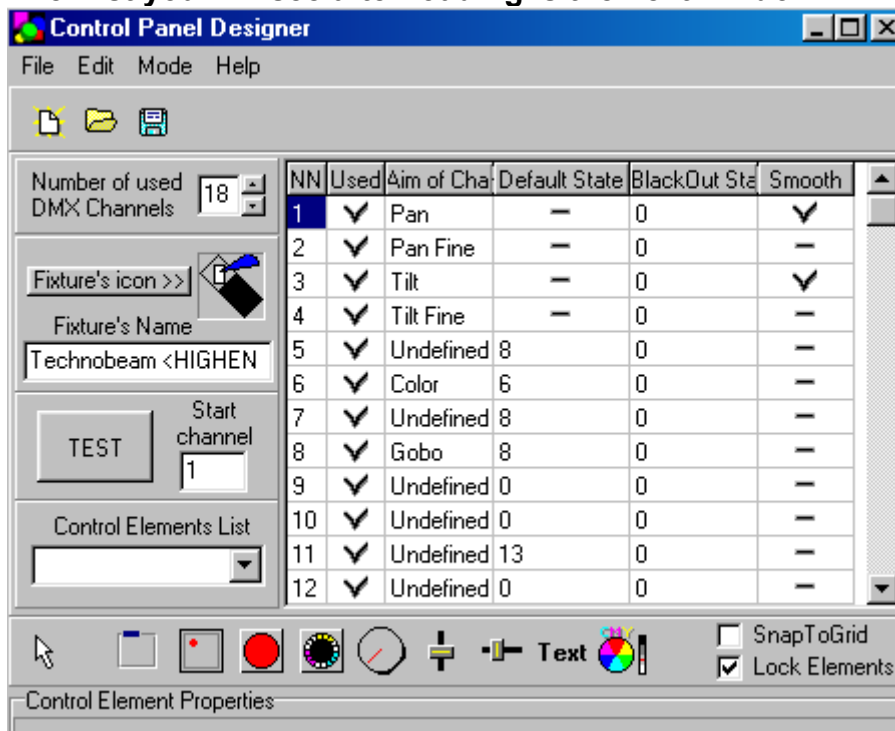 Control Panel Designer
File Edit Mode Help
Number of used
DMX Channels
18
Fixture's icon >>
Fixture's Name
Technobeam <HIGHEN
TEST
Start
channel
1
Control Elements List
NN Used Aim of Cha Default State BlackOut Sta Smooth
1 Pan 0
2 Pan Fine 0
3 Tilt 0
4 Tilt Fine 0
5 Undefined 8 0
6 Color 6 0
7 Undefined 8 0
8 Gobo 8 0
9 Undefined 0 0
10 Undefined 0 0
11 Undefined 13 0
12 Undefined 0 0
Text
CMY
SnapToGrid
Lock Elements
Control Element Properties